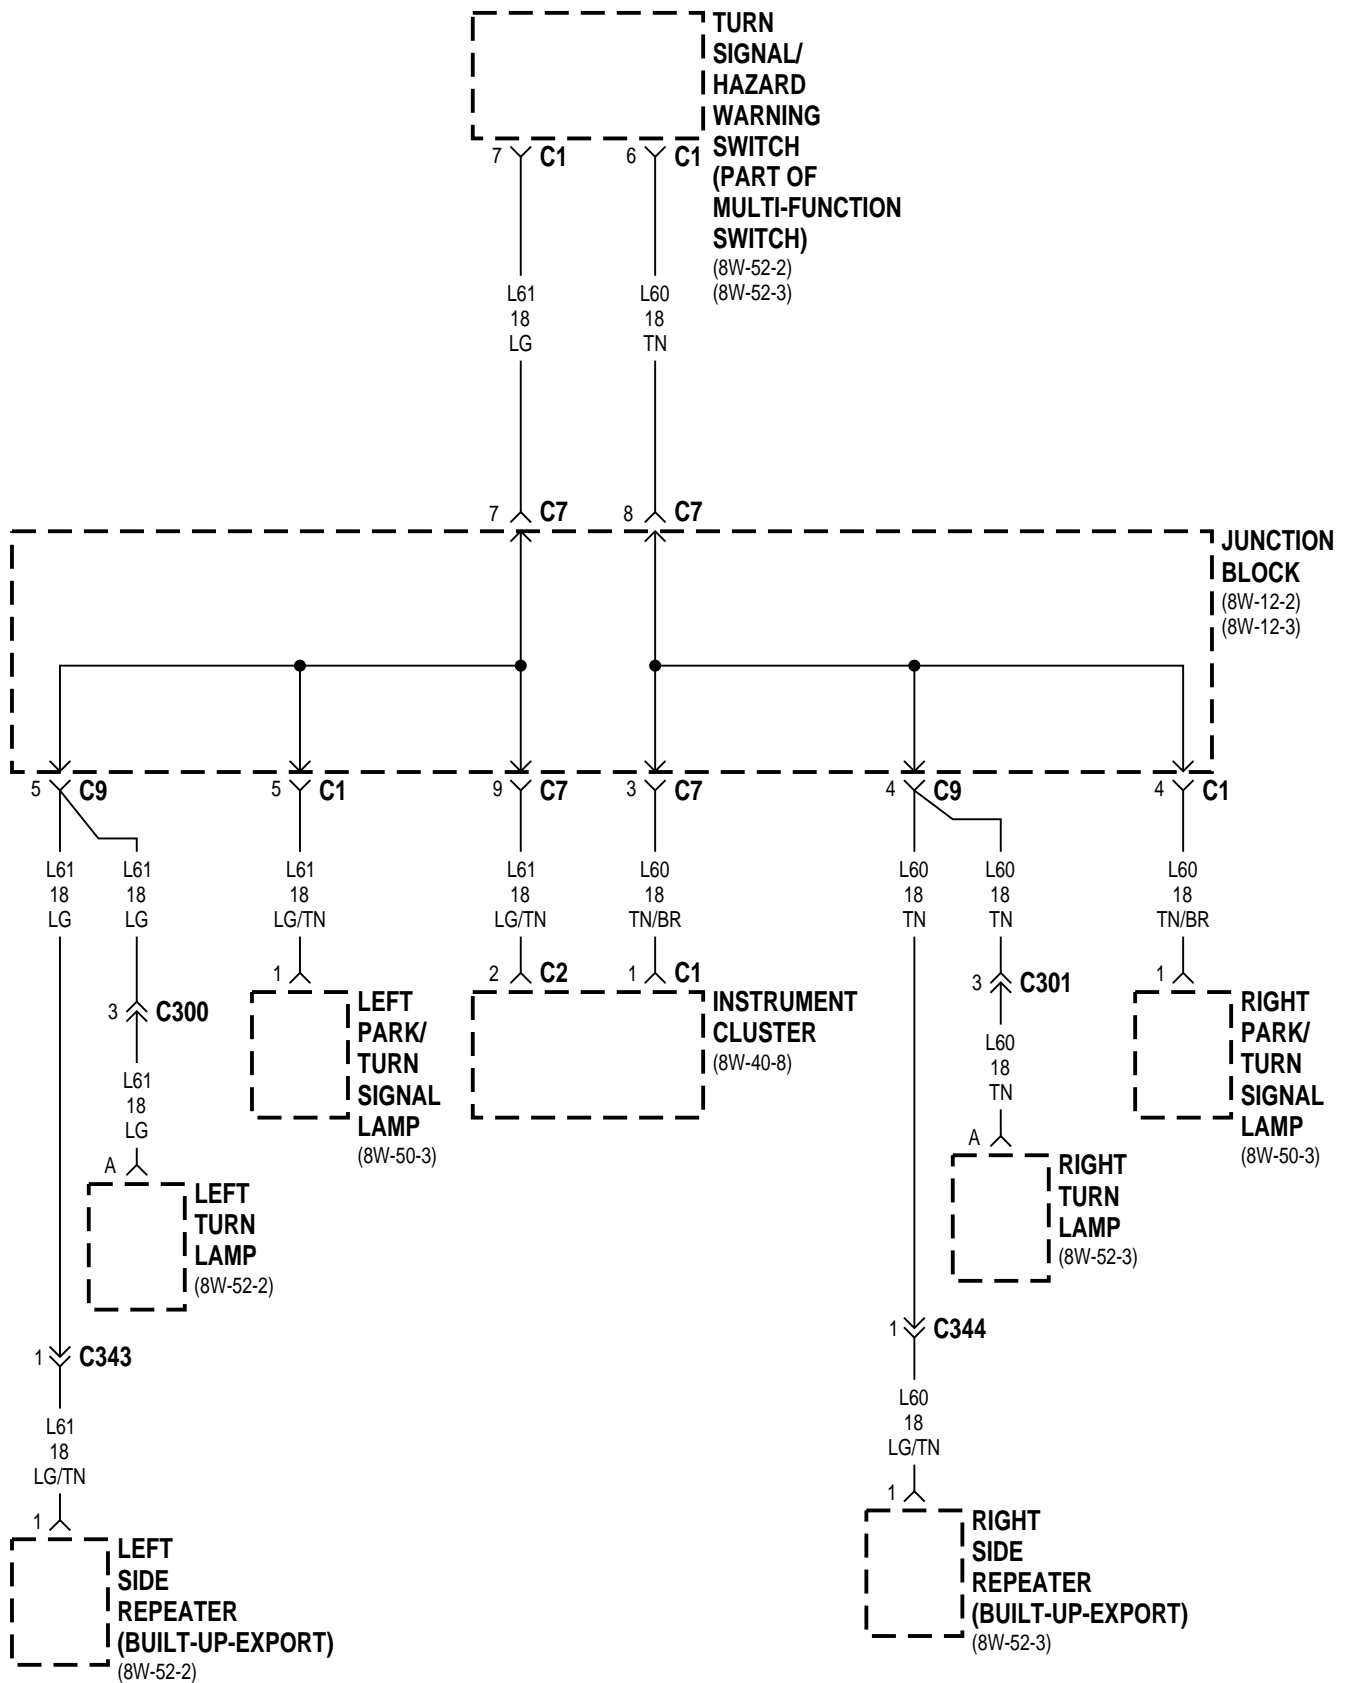 TURN
SIGNAL/
HAZARD
WARNING
SWITCH
(PART OF
MULTI-FUNCTION
SWITCH)
(8W-52-2)
(8W-52-3)
7 C1
6 C1
L61
18
LG
L60
18
TN
7 C7
8 C7
JUNCTION
BLOCK
(8W-12-2)
(8W-12-3)
5 C9
5 C1
9 C7
3 C7
4 C9
4 C1
L61
18
LG
L61
18
LG
L61
18
LG/TN
L61
18
LG/TN
L60
18
TN/BR
L60
18
TN
L60
18
TN
L60
18
TN/BR
3 C300
1
2 C2
1 C1
3 C301
1
LEFT
PARK/
TURN
SIGNAL
LAMP
(8W-50-3)
INSTRUMENT
CLUSTER
(8W-40-8)
RIGHT
PARK/
TURN
SIGNAL
LAMP
(8W-50-3)
L61
18
LG
L60
18
TN
A
LEFT
TURN
LAMP
(8W-52-2)
A
RIGHT
TURN
LAMP
(8W-52-3)
1 C343
1 C344
L61
18
LG/TN
L60
18
LG/TN
1
LEFT
SIDE
REPEATER
(BUILT-UP-EXPORT)
(8W-52-2)
1
RIGHT
SIDE
REPEATER
(BUILT-UP-EXPORT)
(8W-52-3)